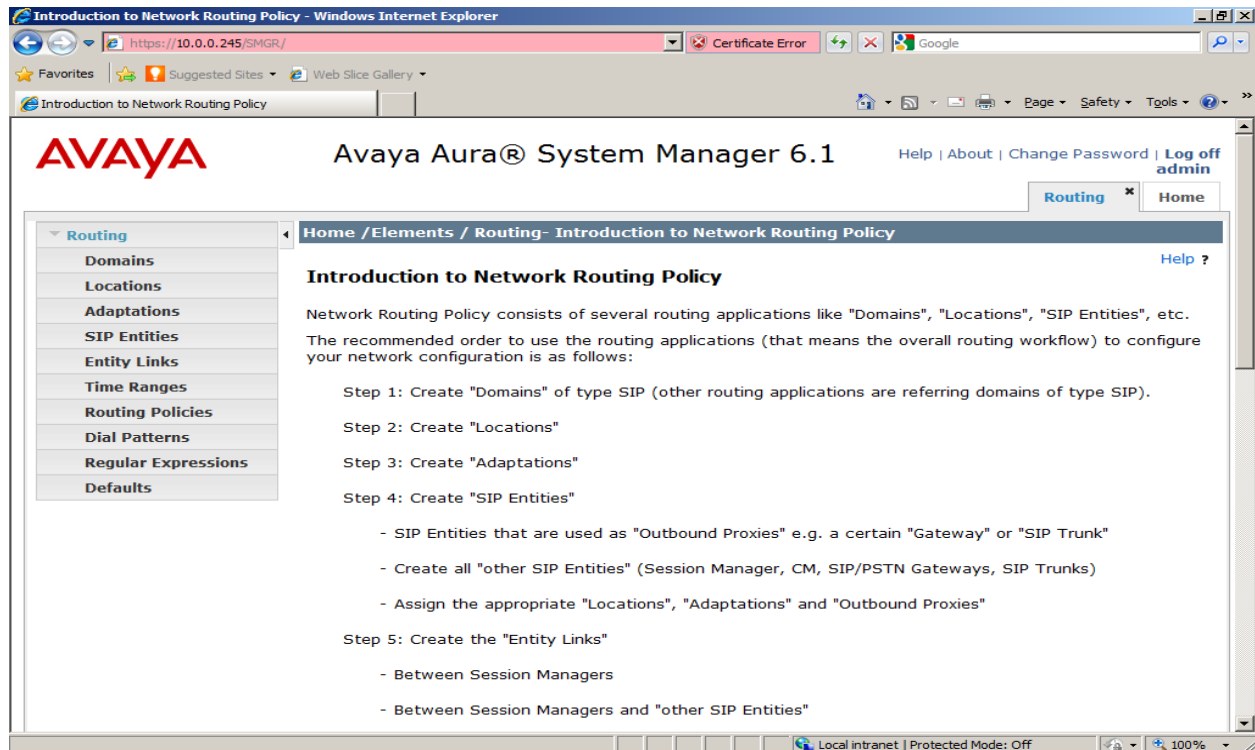 Introduction to Network Routing Policy - Windows Internet Explorer
https://10.0.0.245/SMGR/
Certificate Error
Google
Favorites
Suggested Sites
Web Slice Gallery
Introduction to Network Routing Policy
Page
Safety
Tools
AVAYA
Avaya Aura® System Manager 6.1
Help | About | Change Password | Log off
admin
Routing
Home
Routing
Domains
Locations
Adaptations
SIP Entities
Entity Links
Time Ranges
Routing Policies
Dial Patterns
Regular Expressions
Defaults
Home /Elements / Routing- Introduction to Network Routing Policy
Help ?
Introduction to Network Routing Policy
Network Routing Policy consists of several routing applications like "Domains", "Locations", "SIP Entities", etc.
The recommended order to use the routing applications (that means the overall routing workflow) to configure
your network configuration is as follows:
Step 1: Create "Domains" of type SIP (other routing applications are referring domains of type SIP).
Step 2: Create "Locations"
Step 3: Create "Adaptations"
Step 4: Create "SIP Entities"
- SIP Entities that are used as "Outbound Proxies" e.g. a certain "Gateway" or "SIP Trunk"
- Create all "other SIP Entities" (Session Manager, CM, SIP/PSTN Gateways, SIP Trunks)
- Assign the appropriate "Locations", "Adaptations" and "Outbound Proxies"
Step 5: Create the "Entity Links"
- Between Session Managers
- Between Session Managers and "other SIP Entities"
Local intranet | Protected Mode: Off
100%